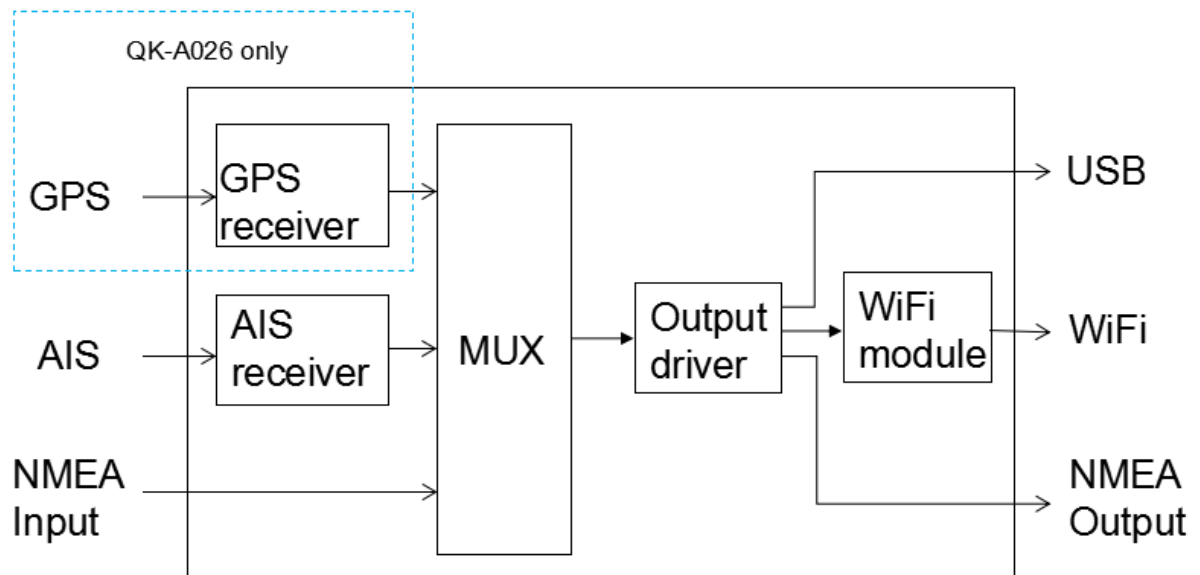 QK-A026 only
GPS
GPS
receiver
USB
AIS
AIS
receiver
MUX
Output
driver
WiFi
module
WiFi
NMEA
Input
NMEA
Output